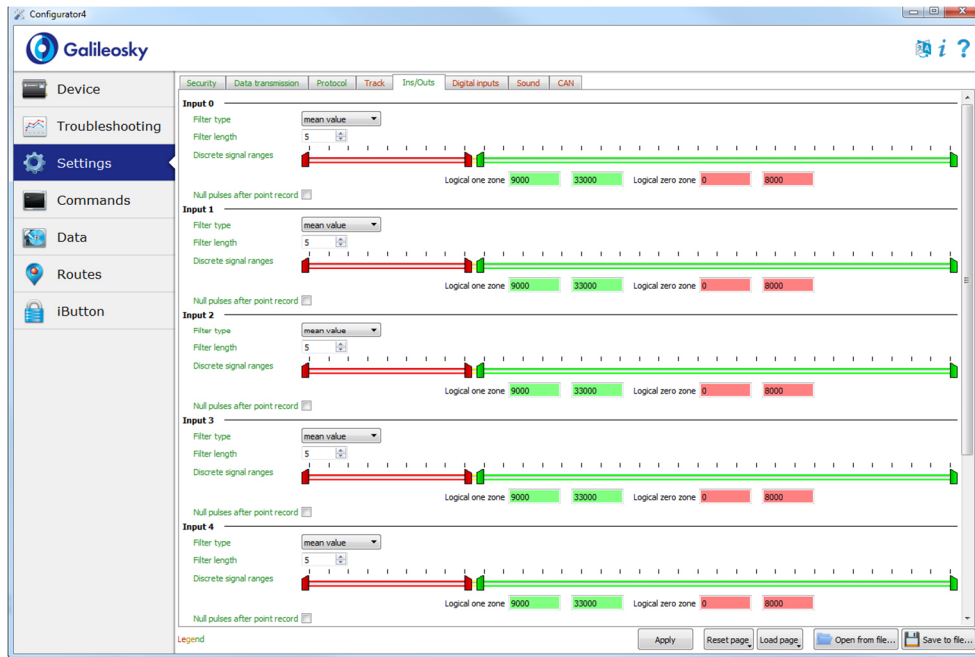 Configurator4
Galileosky
Device
Troubleshooting
Settings
Commands
Data
Routes
iButton
Security Data transmission Protocol Track Ins/Outs Digital inputs Sound CAN
Input 0
Filter type mean value
Filter length 5
Discrete signal ranges
Logical one zone 9000 33000 Logical zero zone 0 8000
Null pulses after point record
Input 1
Filter type mean value
Filter length 5
Discrete signal ranges
Logical one zone 9000 33000 Logical zero zone 0 8000
Null pulses after point record
Input 2
Filter type mean value
Filter length 5
Discrete signal ranges
Logical one zone 9000 33000 Logical zero zone 0 8000
Null pulses after point record
Input 3
Filter type mean value
Filter length 5
Discrete signal ranges
Logical one zone 9000 33000 Logical zero zone 0 8000
Null pulses after point record
Input 4
Filter type mean value
Filter length 5
Discrete signal ranges
Logical one zone 9000 33000 Logical zero zone 0 8000
Null pulses after point record
Legend Apply Reset page Load page Open from file... Save to file...